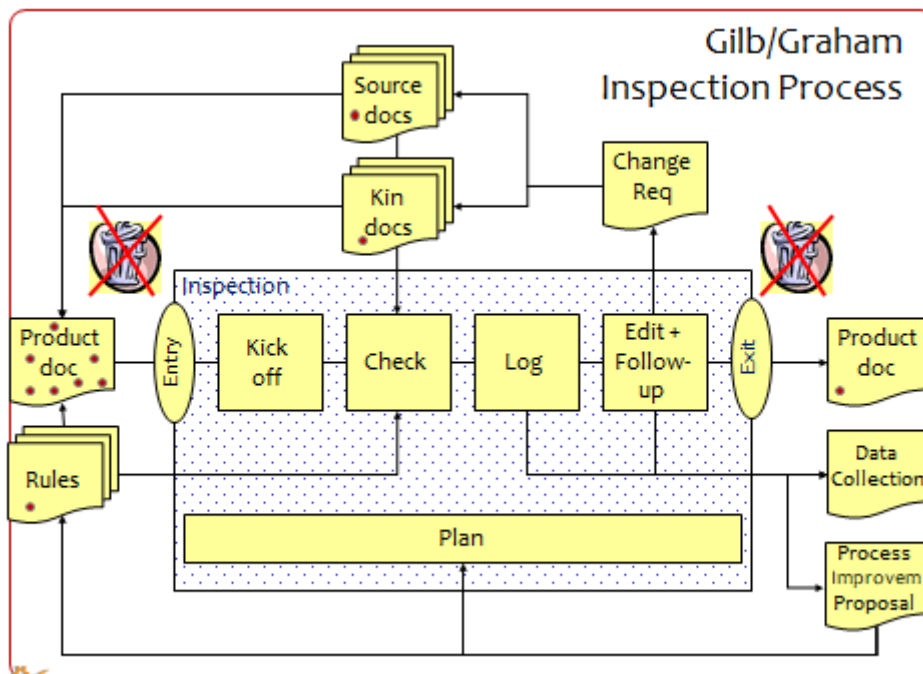 Gilb/Graham
Inspection Process
Source
docs
Change
Req
Kin
docs
Inspection
Product
doc
Entry
Kick
off
Check
Log
Edit +
Follow-
up
Exit
Product
doc
Rules
Data
Collection
Plan
Process
Improvem
Proposal